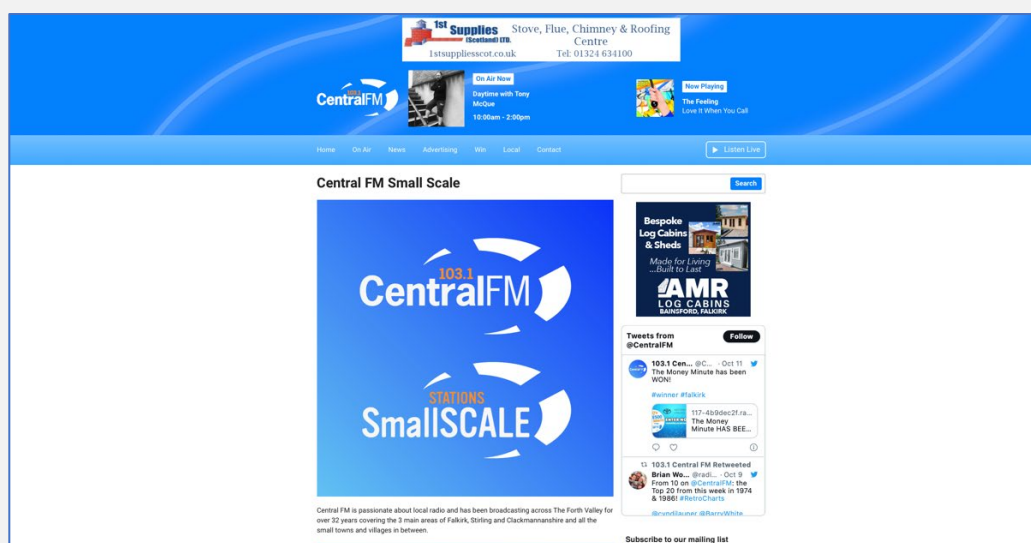 1st Supplies
(Scotland) LTD.
Stove, Flue, Chimney & Roofing
Centre
1stsuppliesscot.co.uk Tel: 01324 634100
103.1
CentralFM
On Air Now
Daytime with Tony
McQue
10:00am - 2:00pm
Now Playing
The Feeling
Love It When You Call
Home On Air News Advertising Win Local Contact
Listen Live
Central FM Small Scale
Search
103.1
CentralFM
STATIONS
SmallSCALE
Bespoke
Log Cabins
& Sheds
Made for Living
...Built to Last
AMR
LOG CABINS
BAINSFORD, FALKIRK
Tweets from
@CentralFM
Follow
103.1 Cen... @C... · Oct 11
The Money Minute has been
WON!
#winner #falkirk
117-4b9dec2f.ra...
The Money
Minute HAS BEE...
103.1 Central FM Retweeted
Brian Wo... @radi... · Oct 9
From 10 on @CentralFM: the
Top 20 from this week in 1974
& 1986! #RetroCharts
@cyndilauper @BarryWhite
Central FM is passionate about local radio and has been broadcasting across The Forth Valley for
over 32 years covering the 3 main areas of Falkirk, Stirling and Clackmannanshire and all the
small towns and villages in between.
Subscribe to our mailing list